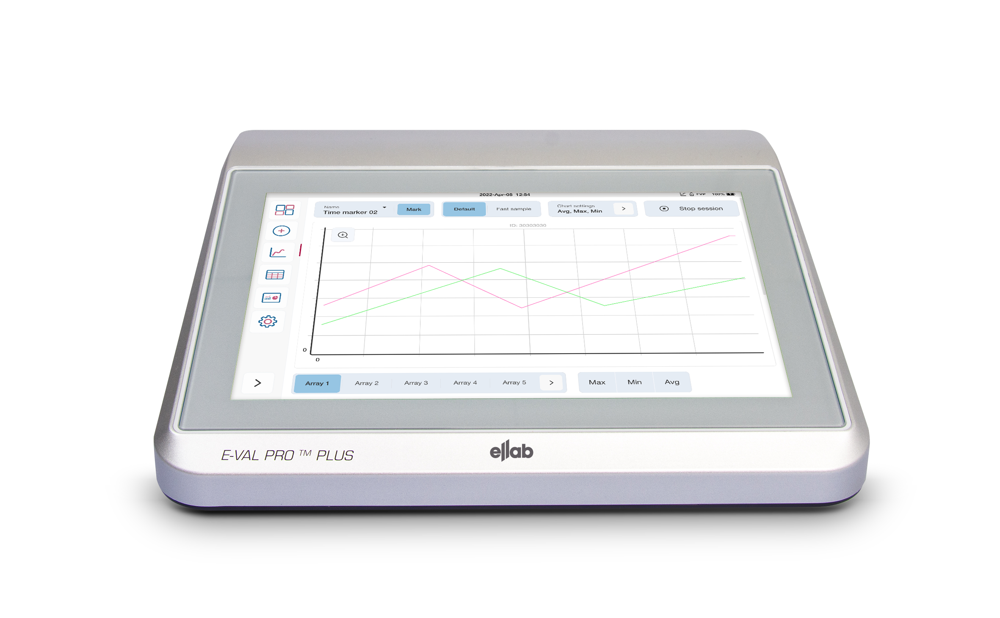 2022-Apr-05 12:54
EVP 100%
Name
Time marker 02
Mark
Default
Fast sample
Chart settings
Avg, Max, Min
>
Stop session
ID: 30303030
0
0
>
Array 1
Array 2
Array 3
Array 4
Array 5
>
Max
Min
Avg
E-VAL PRO ™ PLUS
ellab